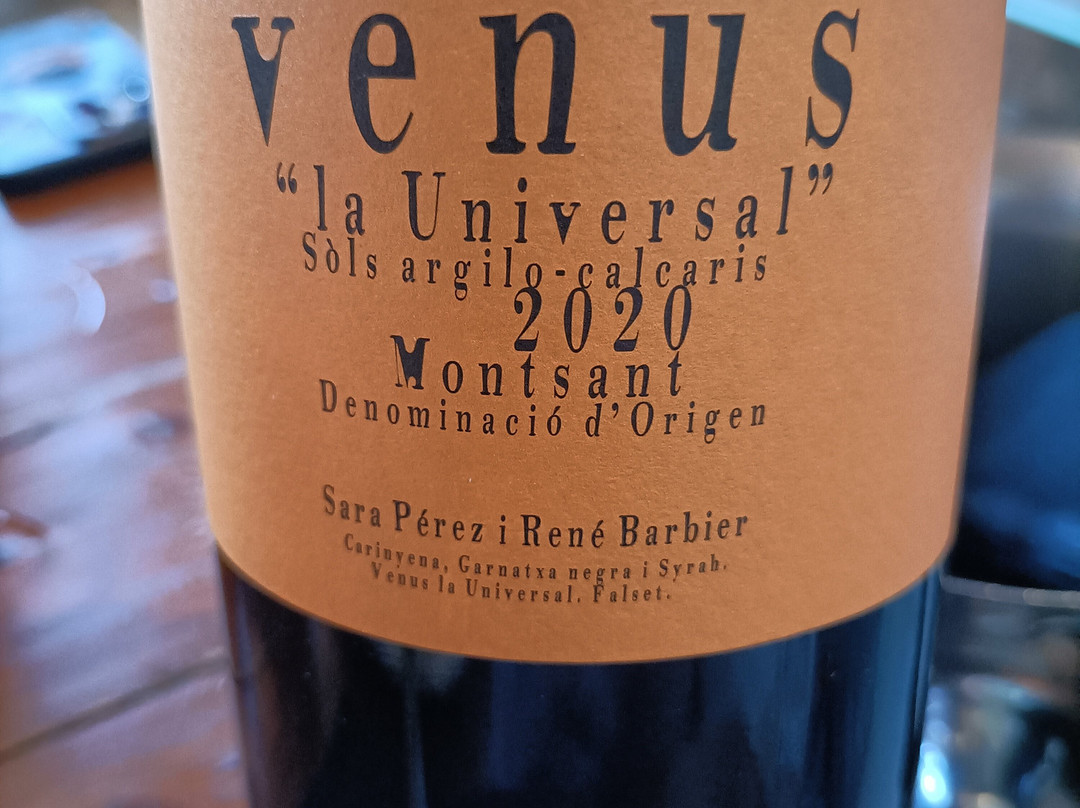 venus
“la Universal”
Sòls argilo-calcaris
2020
Montsant
Denominació d’Origen
Sara Pérez i René Barbier
Carinyena, Garnatxa negra i Syrah.
Venus la Universal. Falset.